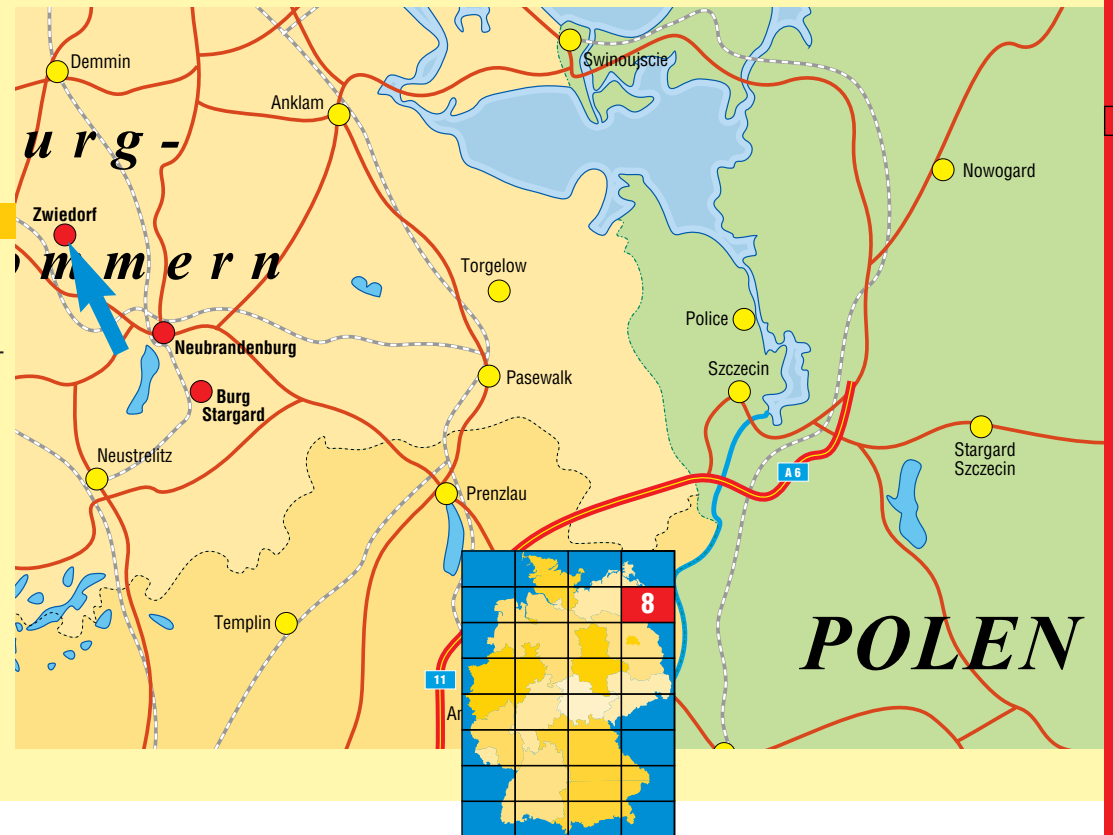 Demmin
Swinoujscie
Anklam
urg-
Nowogard
Zwiedorf
mmern
Torgelow
Police
Neubrandenburg
Szczecin
Pasewalk
Burg
Stargard
Neustrelitz
Stargard
Szczecin
A 6
Prenzlau
8
Templin
POLEN
11